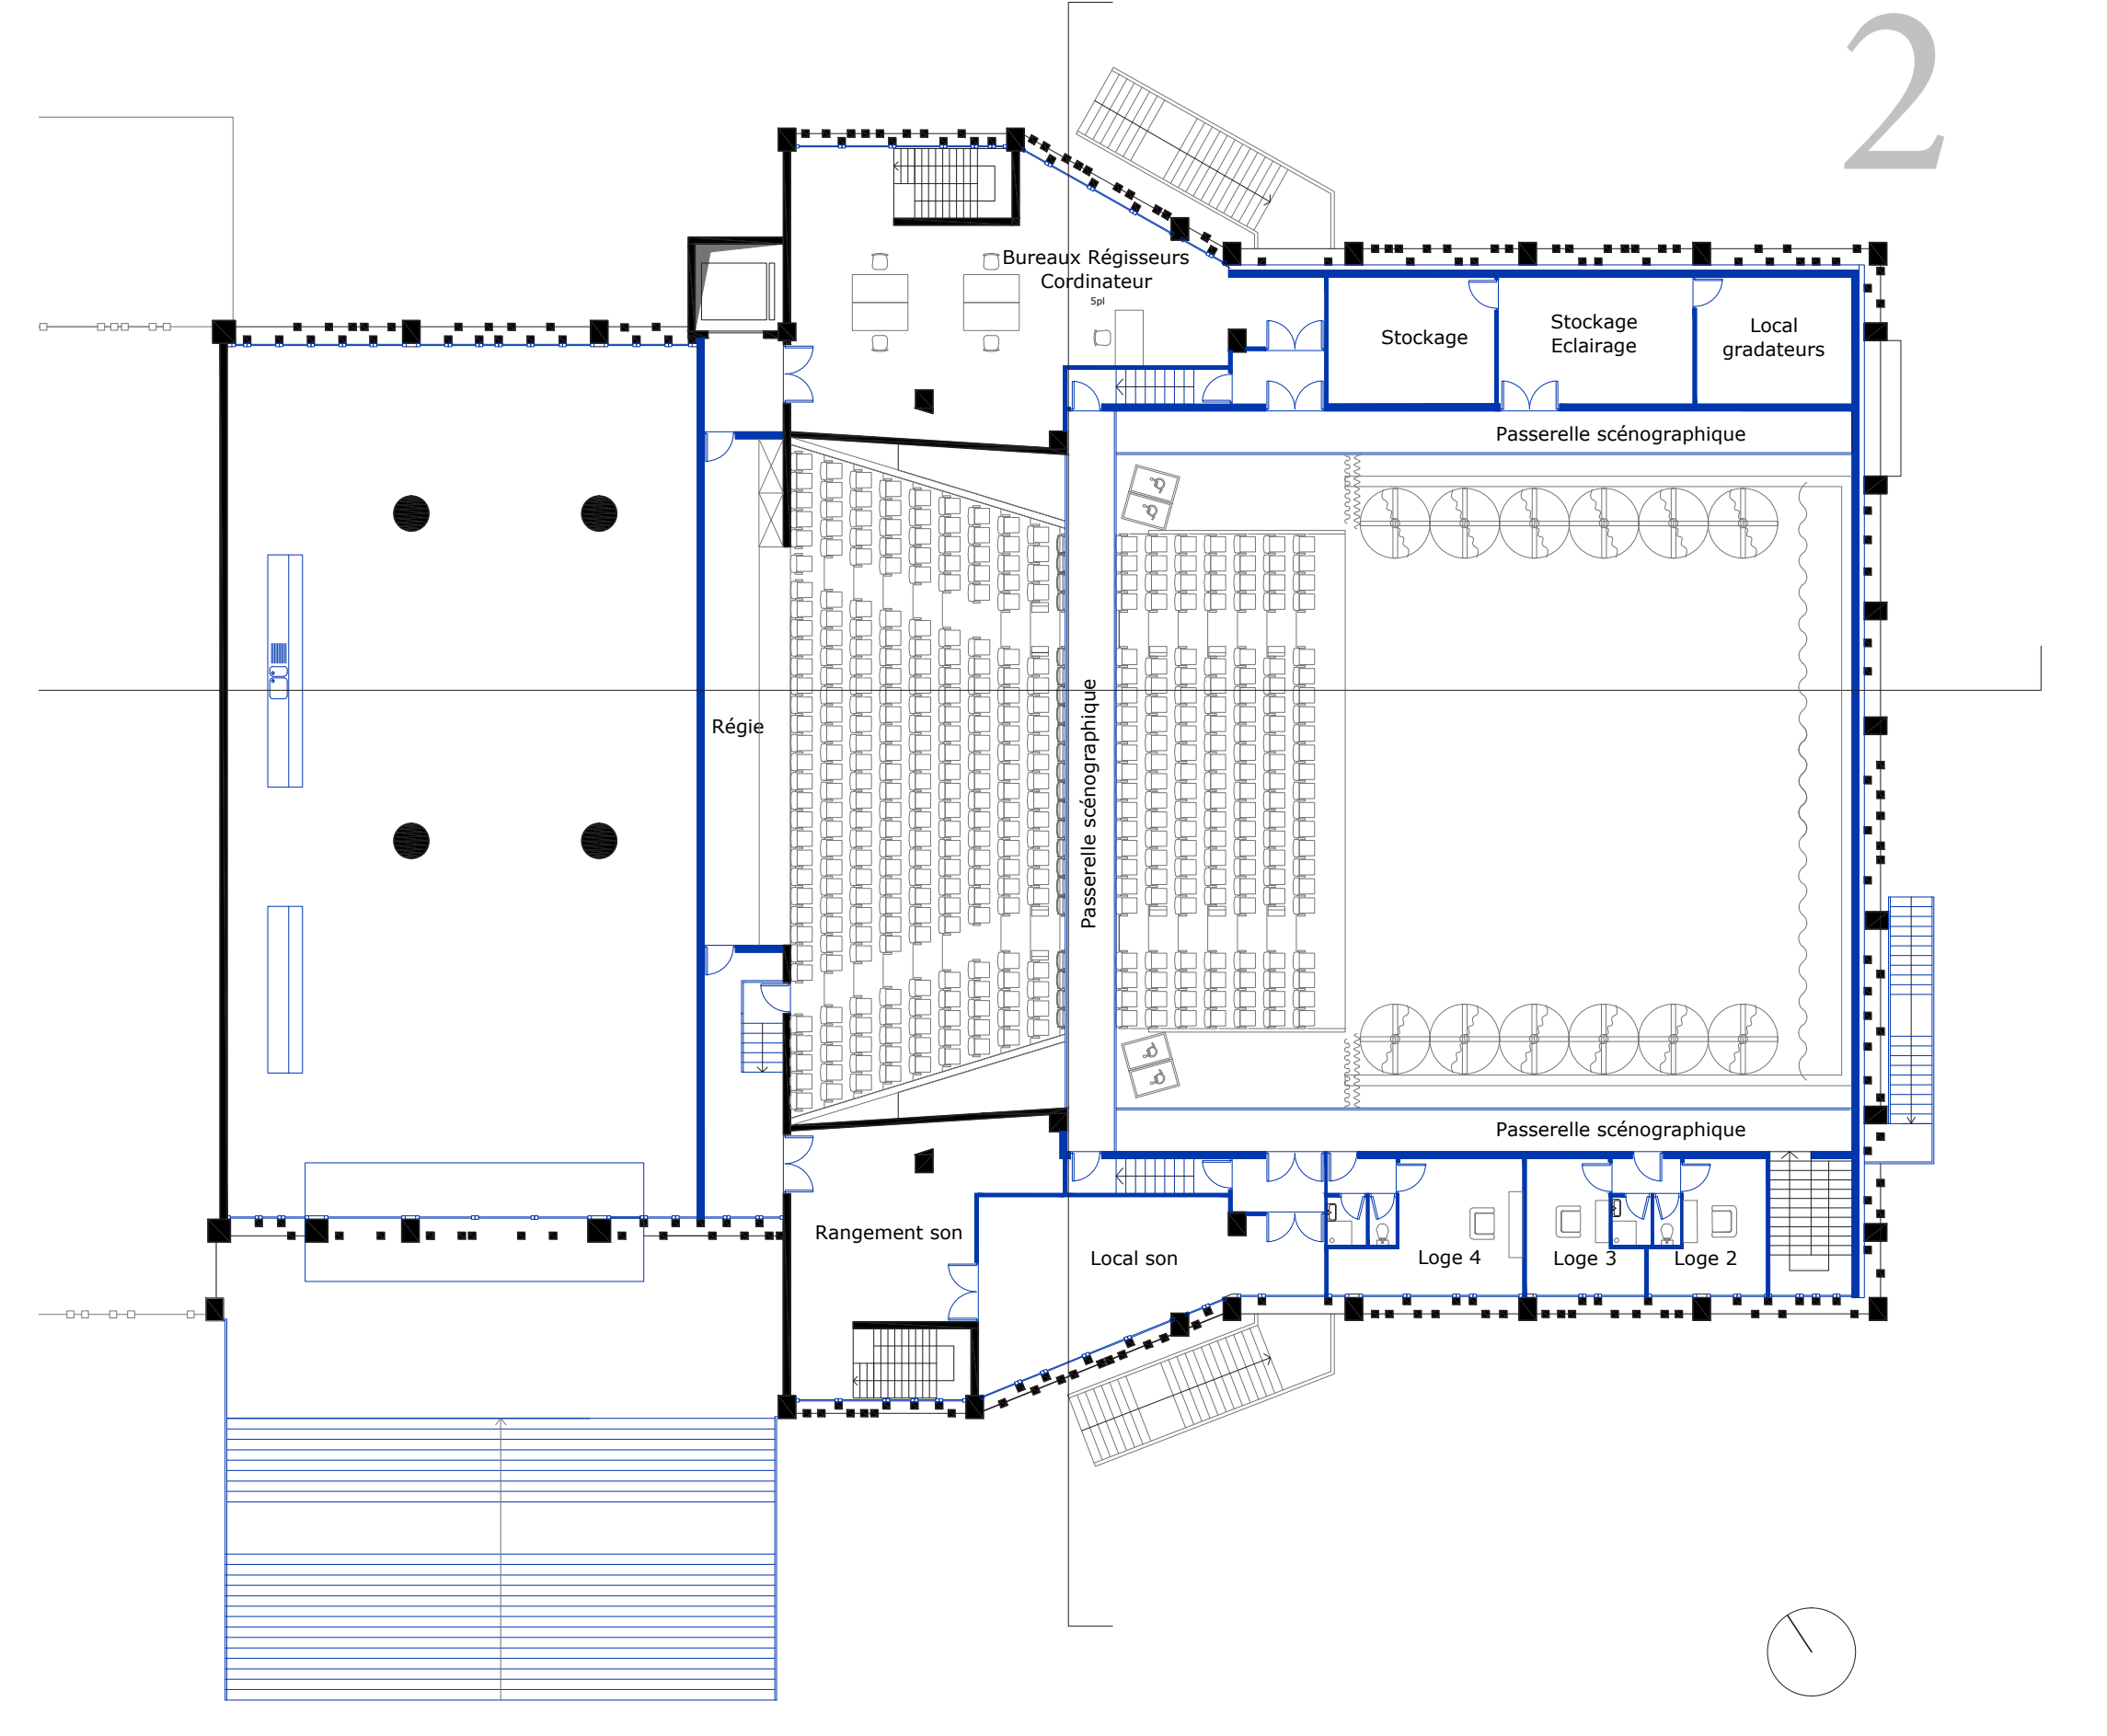 2
Bureaux Régisseurs
Cordinateur
5pl
Stockage
Stockage
Eclairage
Local
gradateurs
Passerelle scénographique
Régie
Passerelle scénographique
Passerelle scénographique
Rangement son
Local son
Loge 4
Loge 3
Loge 2